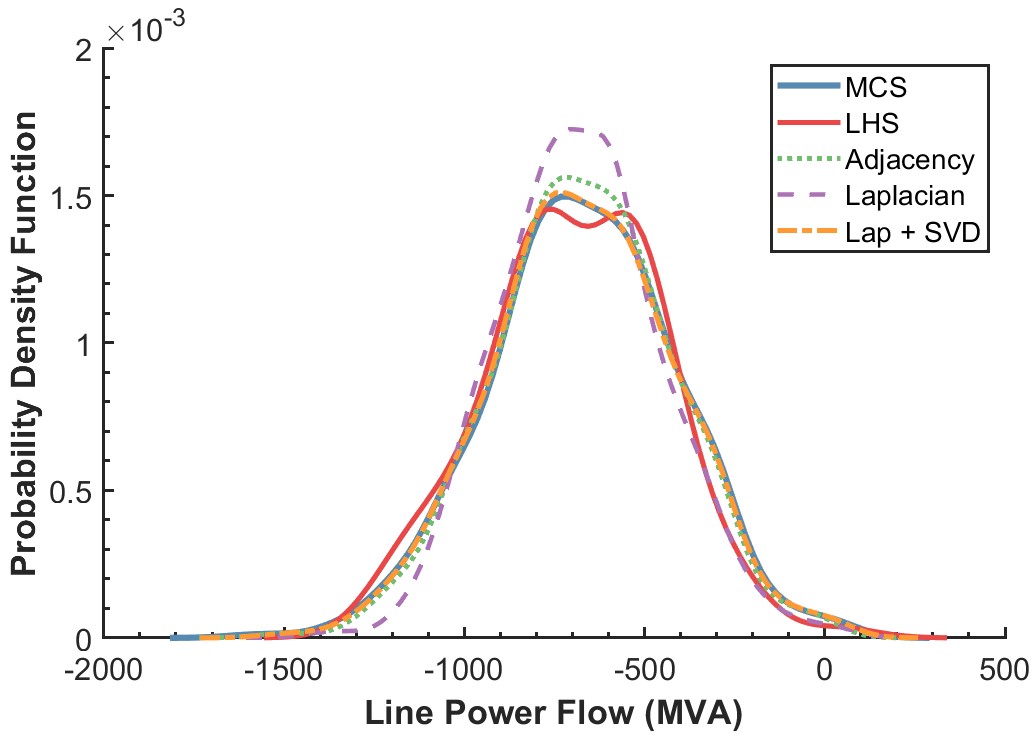 ×10⁻³
2
1.5
1
0.5
0
-2000 -1500 -1000 -500 0 500
Probability Density Function
Line Power Flow (MVA)
MCS
LHS
Adjacency
Laplacian
Lap + SVD